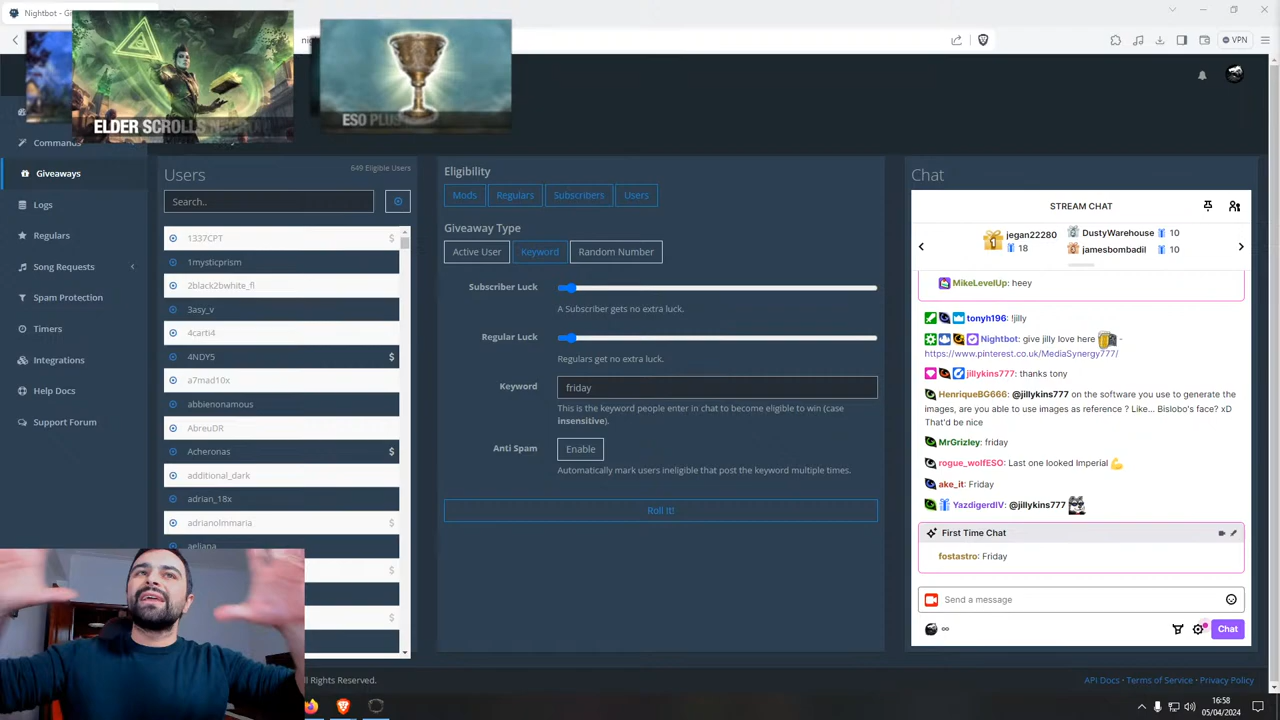 Nightbot - Gi
VPN
ELDER SCROLLS NECROM
ESO PLUS
Commands
Giveaways
Logs
Regulars
Song Requests
Spam Protection
Timers
Integrations
Help Docs
Support Forum
Users
649 Eligible Users
Search..
1337CPT $
1mysticprism
2black2bwhite_fl
3asy_v
4carti4
4NDY5 $
a7mad10x
abbienonamous
AbreuDR
Acheronas $
additional_dark
adrian_18x
adrianolmmaria $
aeliana
$
$
Eligibility
Mods Regulars Subscribers Users
Giveaway Type
Active User Keyword Random Number
Subscriber Luck
A Subscriber gets no extra luck.
Regular Luck
Regulars get no extra luck.
Keyword friday
This is the keyword people enter in chat to become eligible to win (case
insensitive).
Anti Spam Enable
Automatically mark users ineligible that post the keyword multiple times.
Roll It!
Chat
STREAM CHAT
1 jegan22280 18
DustyWarehouse 10
jamesbombadil 10
MikeLevelUp: heey
tonyh196: !jilly
Nightbot: give jilly love here -
https://www.pinterest.co.uk/MediaSynergy777/
jillykins777: thanks tony
HenriqueBG666: @jillykins777 on the software you use to generate the
images, are you able to use images as reference ? Like... Bislobo's face? xD
That'd be nice
MrGrizley: friday
rogue_wolfESO: Last one looked Imperial 💪
ake_it: Friday
YazdigerdIV: @jillykins777
First Time Chat
fostastro: Friday
Send a message
∞
Chat
ll Rights Reserved.
API Docs • Terms of Service • Privacy Policy
16:58
05/04/2024